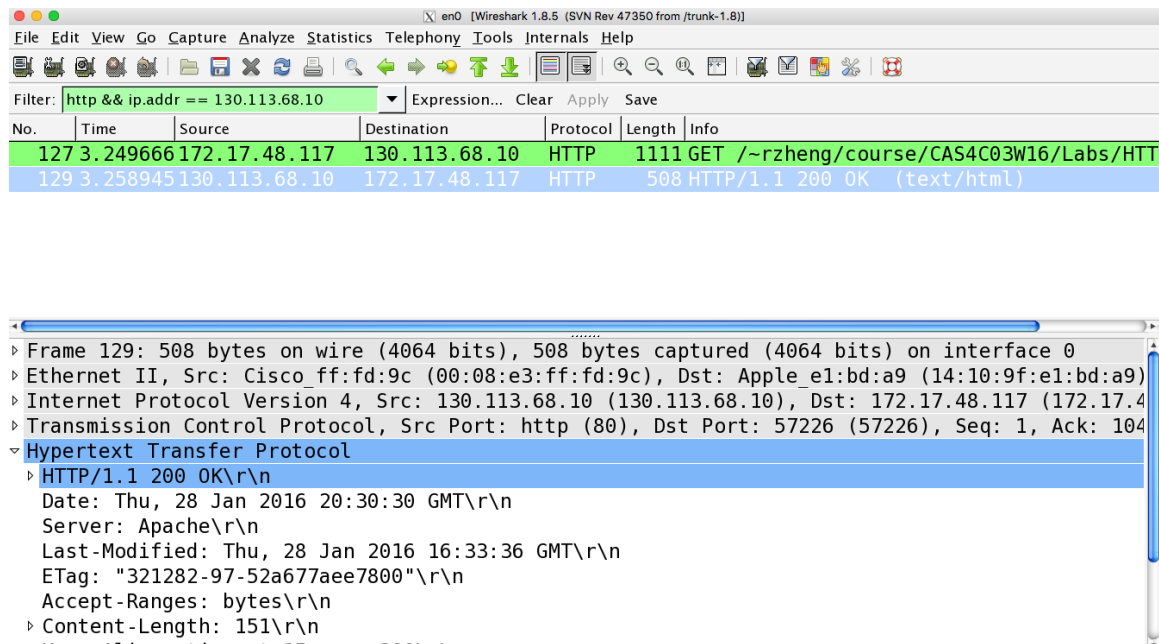 en0 [Wireshark 1.8.5 (SVN Rev 47350 from /trunk-1.8)]
File Edit View Go Capture Analyze Statistics Telephony Tools Internals Help
Filter: http && ip.addr == 130.113.68.10 Expression... Clear Apply Save
No. Time Source Destination Protocol Length Info
127 3.249666 172.17.48.117 130.113.68.10 HTTP 1111 GET /~rzheng/course/CAS4C03W16/Labs/HTT
129 3.258945 130.113.68.10 172.17.48.117 HTTP 508 HTTP/1.1 200 OK (text/html)
Frame 129: 508 bytes on wire (4064 bits), 508 bytes captured (4064 bits) on interface 0
Ethernet II, Src: Cisco_ff:fd:9c (00:08:e3:ff:fd:9c), Dst: Apple_e1:bd:a9 (14:10:9f:e1:bd:a9)
Internet Protocol Version 4, Src: 130.113.68.10 (130.113.68.10), Dst: 172.17.48.117 (172.17.4
Transmission Control Protocol, Src Port: http (80), Dst Port: 57226 (57226), Seq: 1, Ack: 104
Hypertext Transfer Protocol
HTTP/1.1 200 OK\r\n
Date: Thu, 28 Jan 2016 20:30:30 GMT\r\n
Server: Apache\r\n
Last-Modified: Thu, 28 Jan 2016 16:33:36 GMT\r\n
ETag: "321282-97-52a677aee7800"\r\n
Accept-Ranges: bytes\r\n
Content-Length: 151\r\n